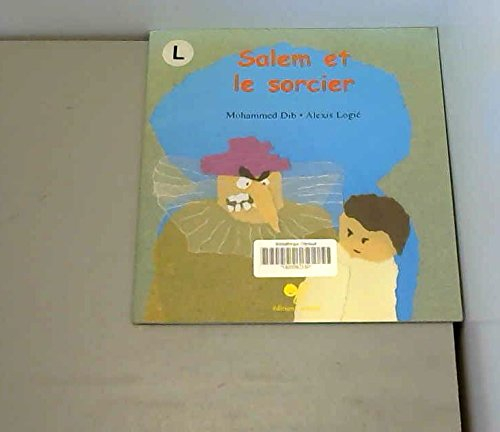 L
Salem et
le sorcier
Mohammed Dib • Alexis Logié